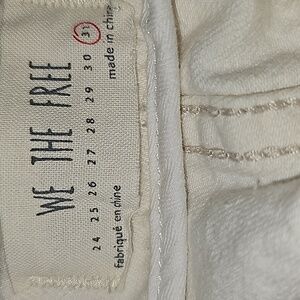 WE THE FREE
24 25 26 27 28 29 30 31
fabriqué en chine made in china